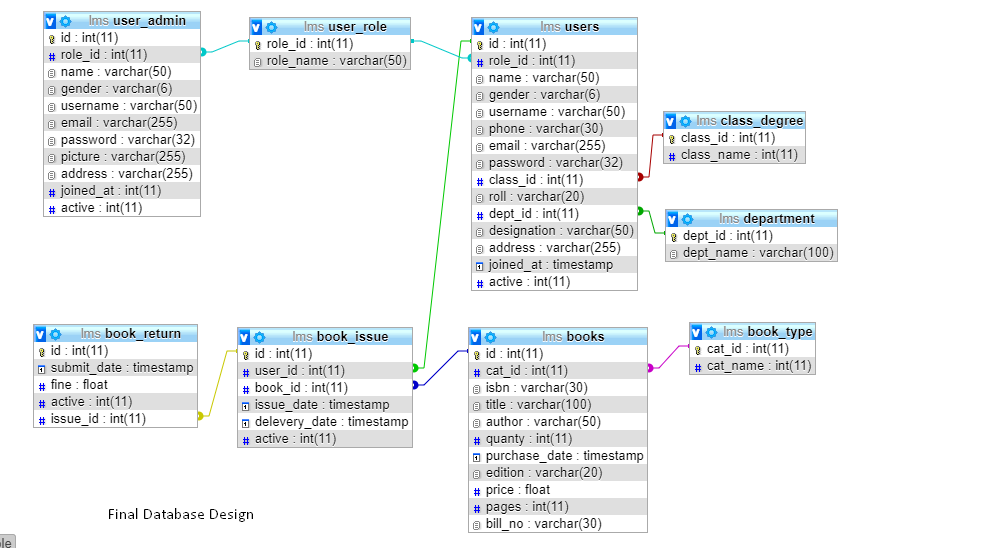 lms user_admin
id : int(11)
role_id : int(11)
name : varchar(50)
gender : varchar(6)
username : varchar(50)
email : varchar(255)
password : varchar(32)
picture : varchar(255)
address : varchar(255)
joined_at : int(11)
active : int(11)
lms user_role
role_id : int(11)
role_name : varchar(50)
lms users
id : int(11)
role_id : int(11)
name : varchar(50)
gender : varchar(6)
username : varchar(50)
phone : varchar(30)
email : varchar(255)
password : varchar(32)
class_id : int(11)
roll : varchar(20)
dept_id : int(11)
designation : varchar(50)
address : varchar(255)
joined_at : timestamp
active : int(11)
lms class_degree
class_id : int(11)
class_name : int(11)
lms department
dept_id : int(11)
dept_name : varchar(100)
lms book_return
id : int(11)
submit_date : timestamp
fine : float
active : int(11)
issue_id : int(11)
lms book_issue
id : int(11)
user_id : int(11)
book_id : int(11)
issue_date : timestamp
delevery_date : timestamp
active : int(11)
lms books
id : int(11)
cat_id : int(11)
isbn : varchar(30)
title : varchar(100)
author : varchar(50)
quanty : int(11)
purchase_date : timestamp
edition : varchar(20)
price : float
pages : int(11)
bill_no : varchar(30)
lms book_type
cat_id : int(11)
cat_name : int(11)
Final Database Design